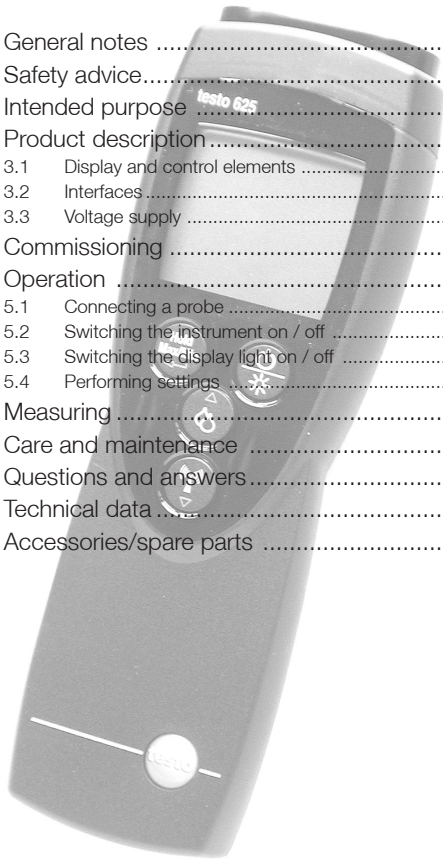 General notes ..........................................
testo 625
Safety advice..........................................
Intended purpose ..........................................
Product description..........................................
3.1 Display and control elements ..........................................
3.2 Interfaces..........................................
3.3 Voltage supply ..........................................
Commissioning ..........................................
Operation ..........................................
5.1 Connecting a probe ..........................................
5.2 Switching the instrument on / off ..........................................
5.3 Switching the display light on / off ..........................................
5.4 Performing settings ..........................................
Measuring ..........................................
Care and maintenance ..........................................
Questions and answers..........................................
Technical data ..........................................
Accessories/spare parts ..........................................
testo